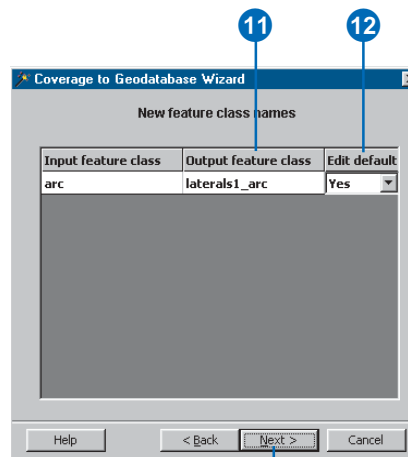 11 12
Coverage to Geodatabase Wizard
New feature class names
Input feature class Output feature class Edit default
arc laterals1_arc Yes
Help < Back Next > Cancel